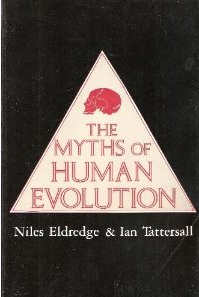 THE
MYTHS OF
HUMAN
EVOLUTION
Niles Eldredge & Ian Tattersall